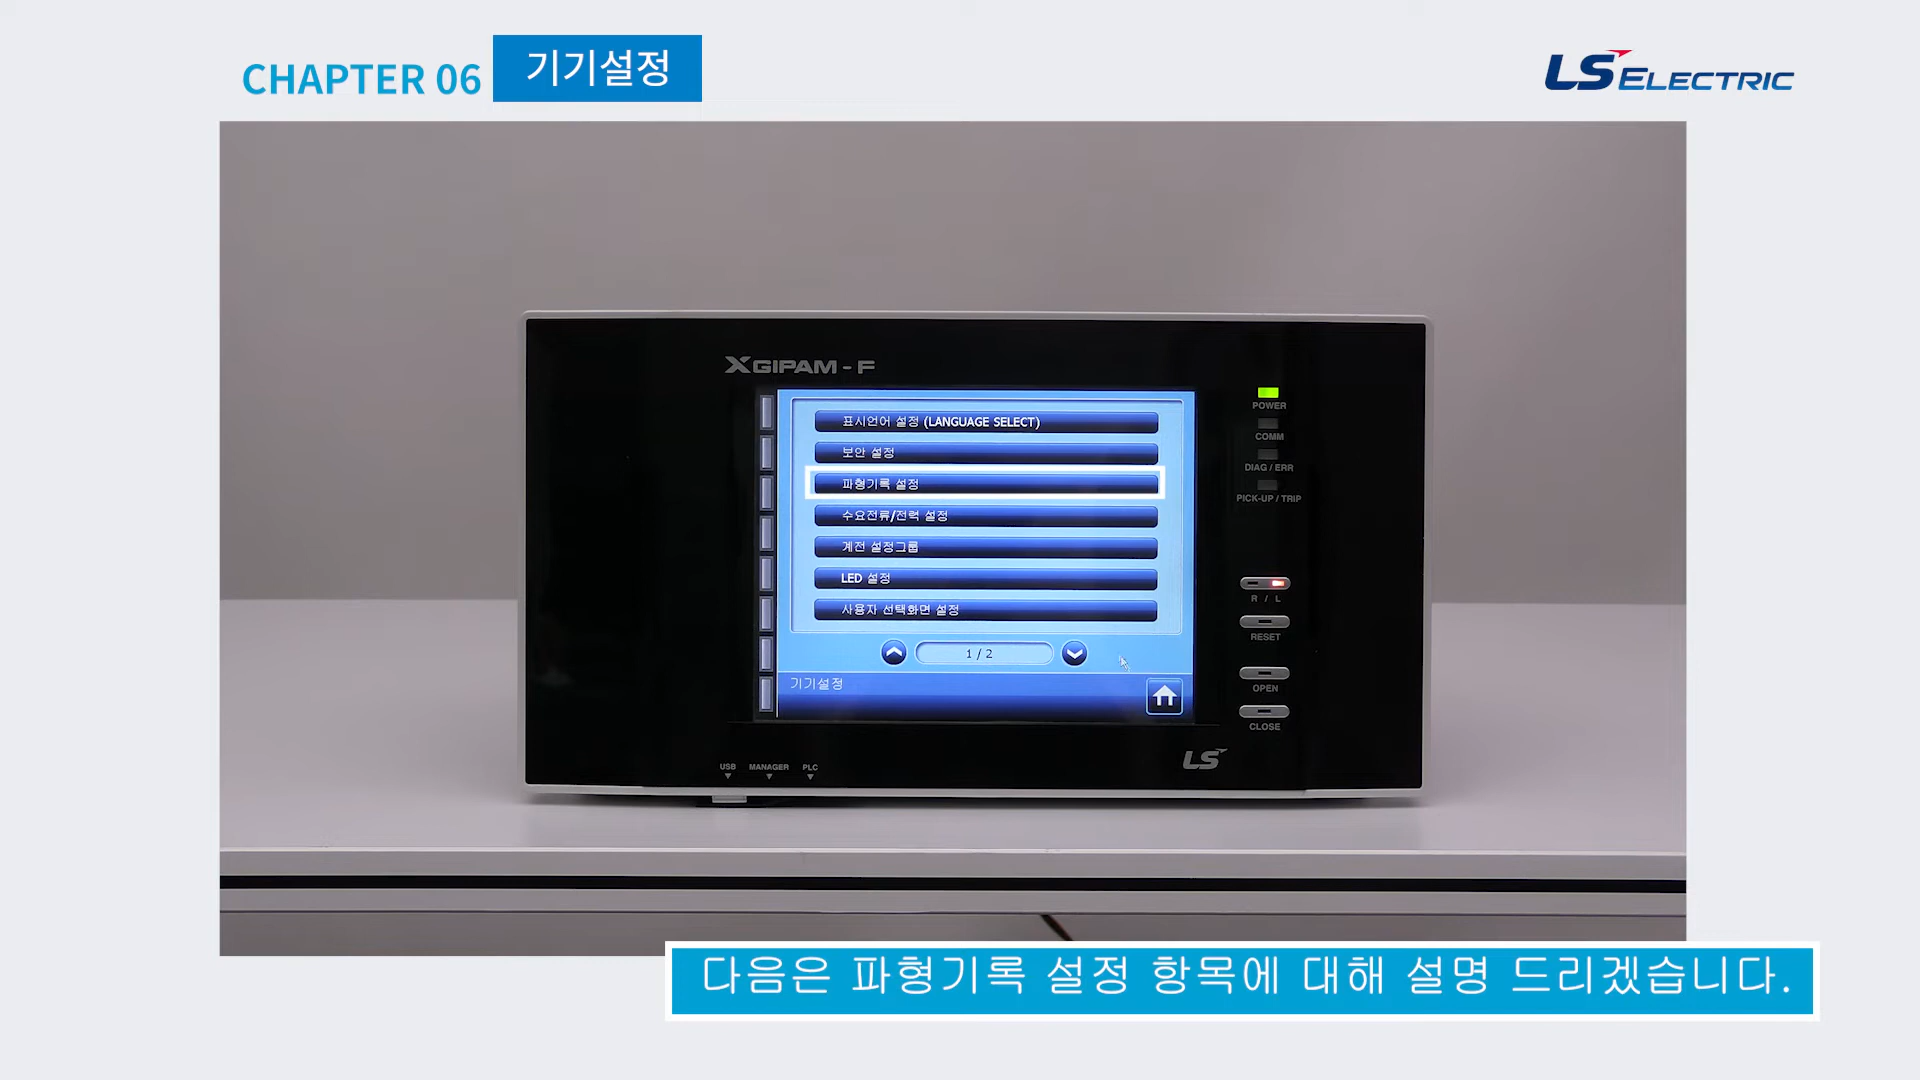 CHAPTER 06 기기설정
LS ELECTRIC
XGIPAM - F
표시언어 설정 (LANGUAGE SELECT)
보안 설정
파형기록 설정
수요전류/전력 설정
계전 설정그룹
LED 설정
사용자 선택화면 설정
1 / 2
기기설정
POWER
COMM
DIAG / ERR
PICK-UP / TRIP
R / L
RESET
OPEN
CLOSE
LS
USB MANAGER PLC
다음은 파형기록 설정 항목에 대해 설명 드리겠습니다.